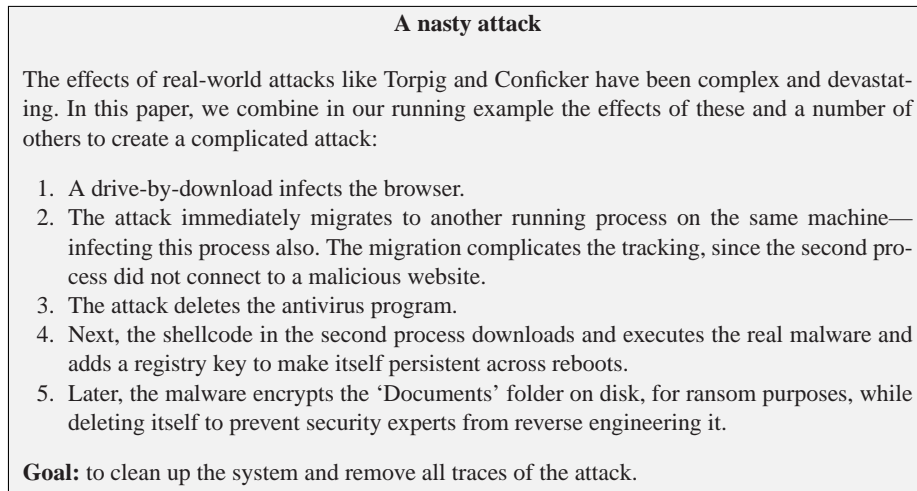 A nasty attack
The effects of real-world attacks like Torpig and Conficker have been complex and devastat-
ing. In this paper, we combine in our running example the effects of these and a number of
others to create a complicated attack:
1. A drive-by-download infects the browser.
2. The attack immediately migrates to another running process on the same machine—
infecting this process also. The migration complicates the tracking, since the second pro-
cess did not connect to a malicious website.
3. The attack deletes the antivirus program.
4. Next, the shellcode in the second process downloads and executes the real malware and
adds a registry key to make itself persistent across reboots.
5. Later, the malware encrypts the ‘Documents’ folder on disk, for ransom purposes, while
deleting itself to prevent security experts from reverse engineering it.
Goal: to clean up the system and remove all traces of the attack.